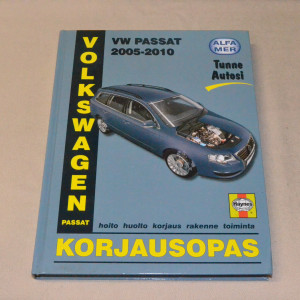 VOLKSWAGEN
PASSAT
VW PASSAT
2005-2010
ALFA
MER
Tunne
Autosi
Haynes
hoito huolto korjaus rakenne toiminta
KORJAUSOPAS